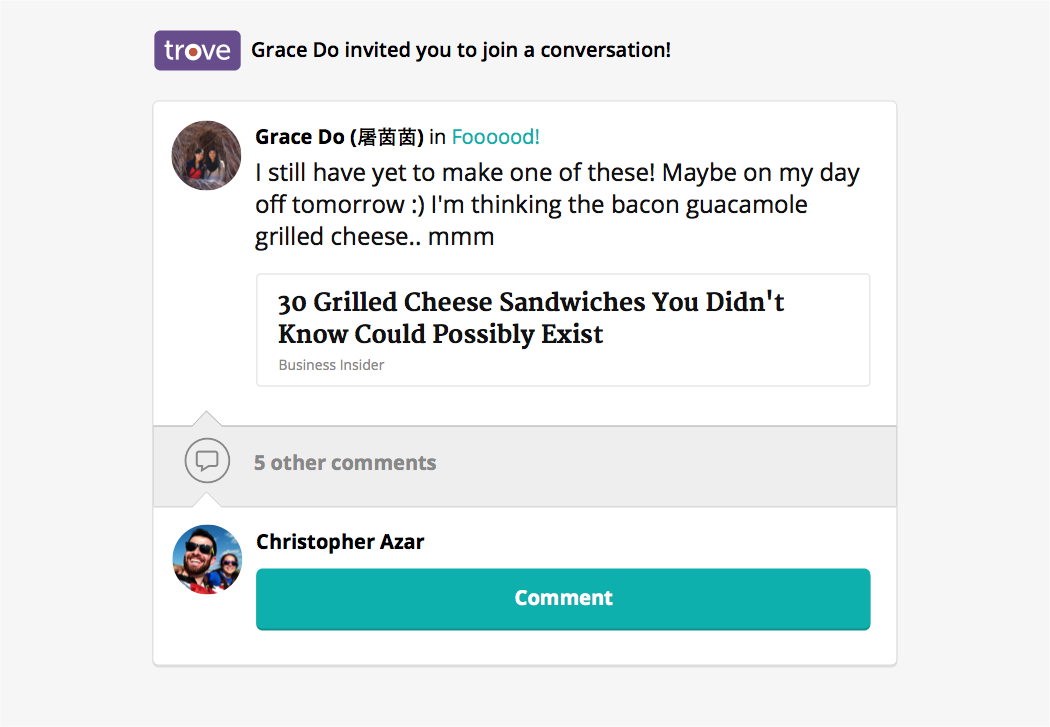 trove Grace Do invited you to join a conversation!
Grace Do (屠茵茵) in Foooood!
I still have yet to make one of these! Maybe on my day
off tomorrow :) I'm thinking the bacon guacamole
grilled cheese.. mmm
30 Grilled Cheese Sandwiches You Didn't
Know Could Possibly Exist
Business Insider
5 other comments
Christopher Azar
Comment